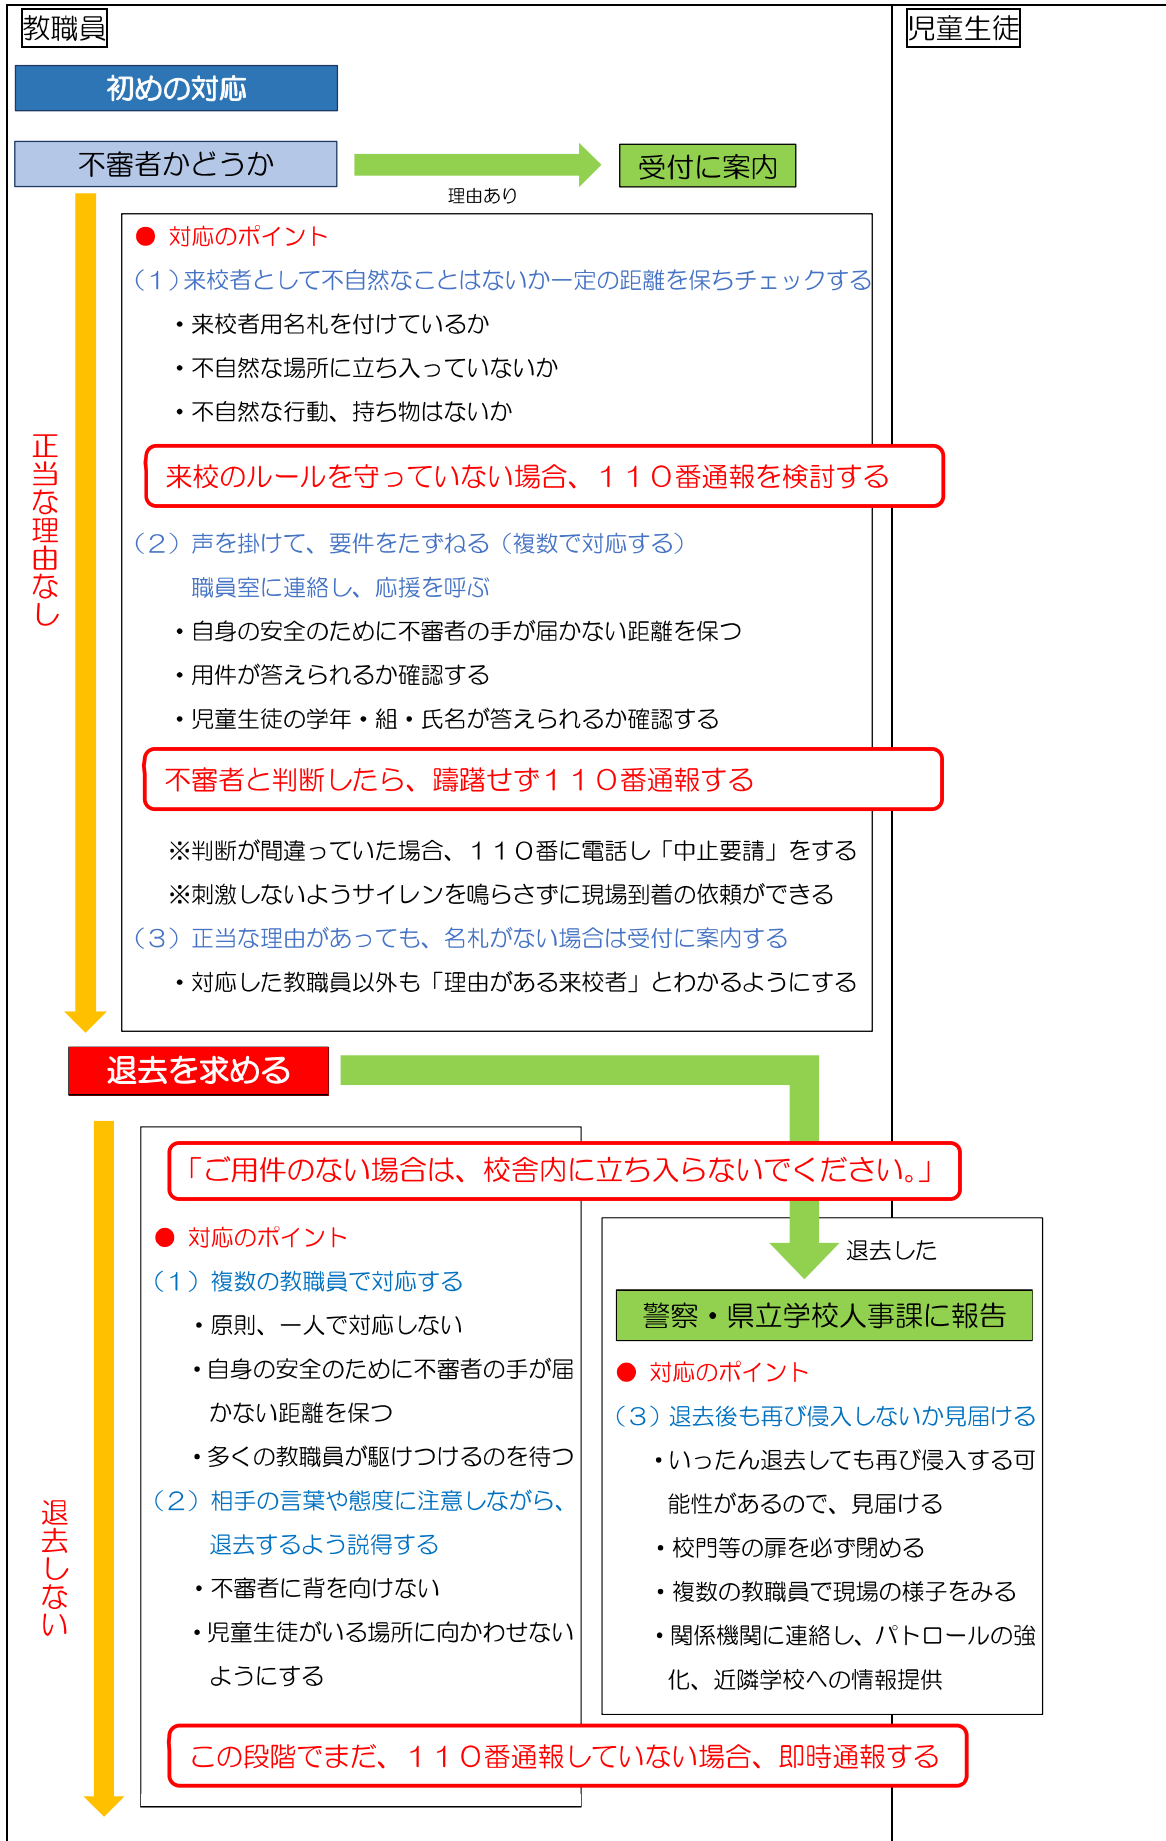 教職員
児童生徒
初めの対応
不審者かどうか
受付に案内
理由あり
正当な理由なし
● 対応のポイント
（１）来校者として不自然なことはないか一定の距離を保ちチェックする
・来校者用名札を付けているか
・不自然な場所に立ち入っていないか
・不自然な行動、持ち物はないか
来校のルールを守っていない場合、１１０番通報を検討する
（２）声を掛けて、要件をたずねる（複数で対応する）
職員室に連絡し、応援を呼ぶ
・自身の安全のために不審者の手が届かない距離を保つ
・用件が答えられるか確認する
・児童生徒の学年・組・氏名が答えられるか確認する
不審者と判断したら、躊躇せず１１０番通報する
※判断が間違っていた場合、１１０番に電話し「中止要請」をする
※刺激しないようサイレンを鳴らさずに現場到着の依頼ができる
（３）正当な理由があっても、名札がない場合は受付に案内する
・対応した教職員以外も「理由がある来校者」とわかるようにする
退去を求める
「ご用件のない場合は、校舎内に立ち入らないでください。」
退去しない
● 対応のポイント
（１）複数の教職員で対応する
・原則、一人で対応しない
・自身の安全のために不審者の手が届
かない距離を保つ
・多くの教職員が駆けつけるのを待つ
（２）相手の言葉や態度に注意しながら、
退去するよう説得する
・不審者に背を向けない
・児童生徒がいる場所に向かわせない
ようにする
退去した
警察・県立学校人事課に報告
● 対応のポイント
（３）退去後も再び侵入しないか見届ける
・いったん退去しても再び侵入する可
能性があるので、見届ける
・校門等の扉を必ず閉める
・複数の教職員で現場の様子をみる
・関係機関に連絡し、パトロールの強
化、近隣学校への情報提供
この段階でまだ、１１０番通報していない場合、即時通報する